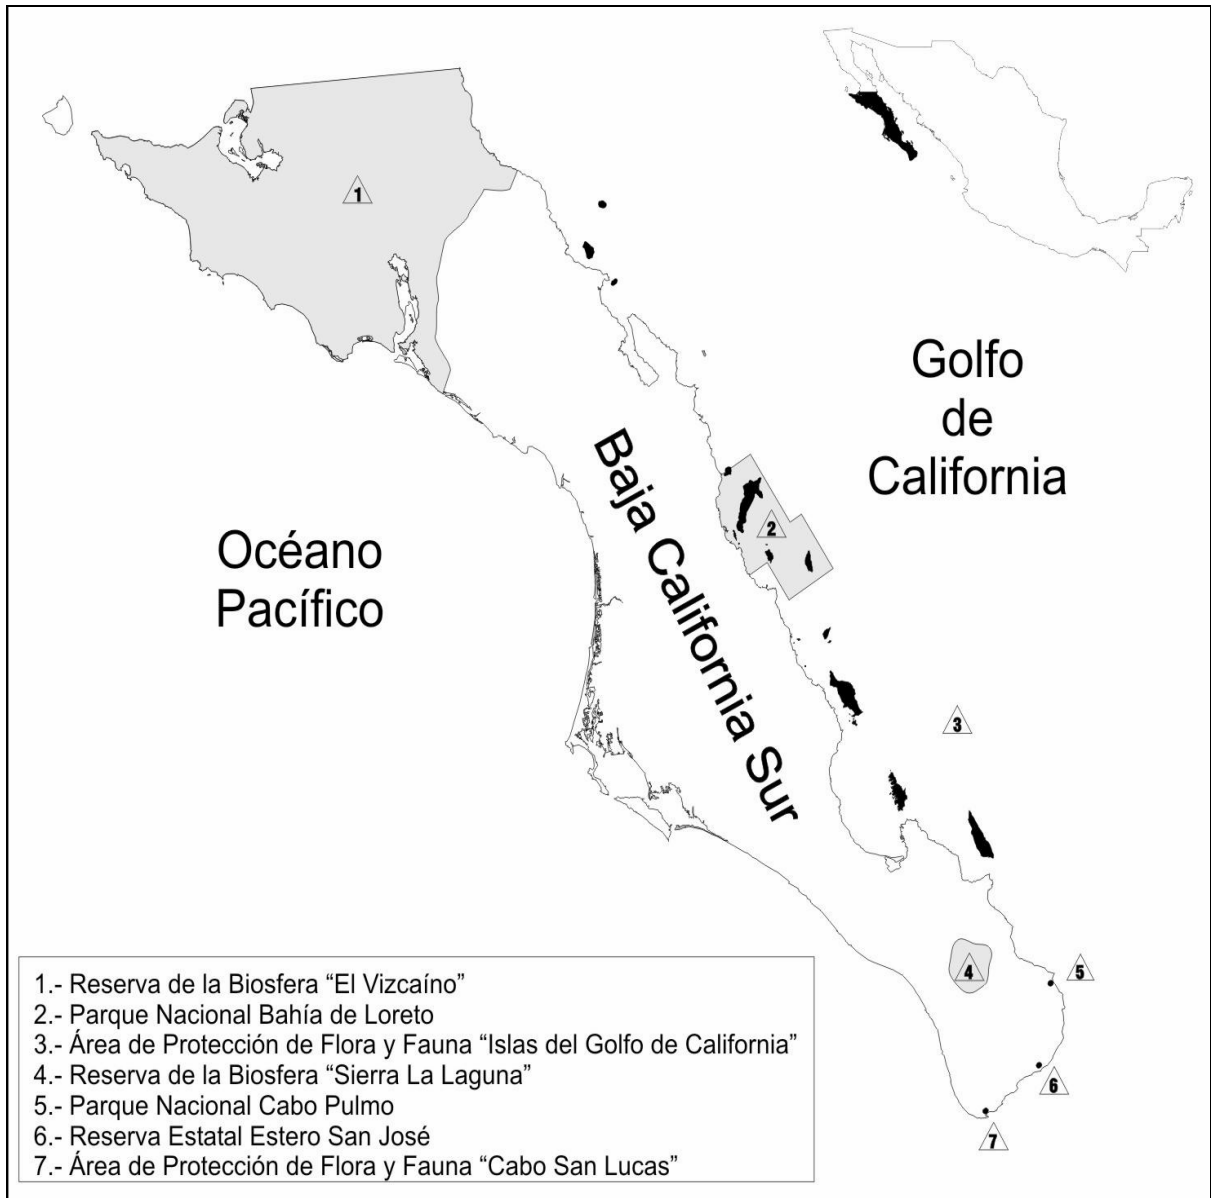 1
Golfo
de
California
Baja California Sur
2
Océano
Pacífico
3
4
5
6
7
1.- Reserva de la Biosfera “El Vizcaíno”
2.- Parque Nacional Bahía de Loreto
3.- Área de Protección de Flora y Fauna “Islas del Golfo de California”
4.- Reserva de la Biosfera “Sierra La Laguna”
5.- Parque Nacional Cabo Pulmo
6.- Reserva Estatal Estero San José
7.- Área de Protección de Flora y Fauna “Cabo San Lucas”